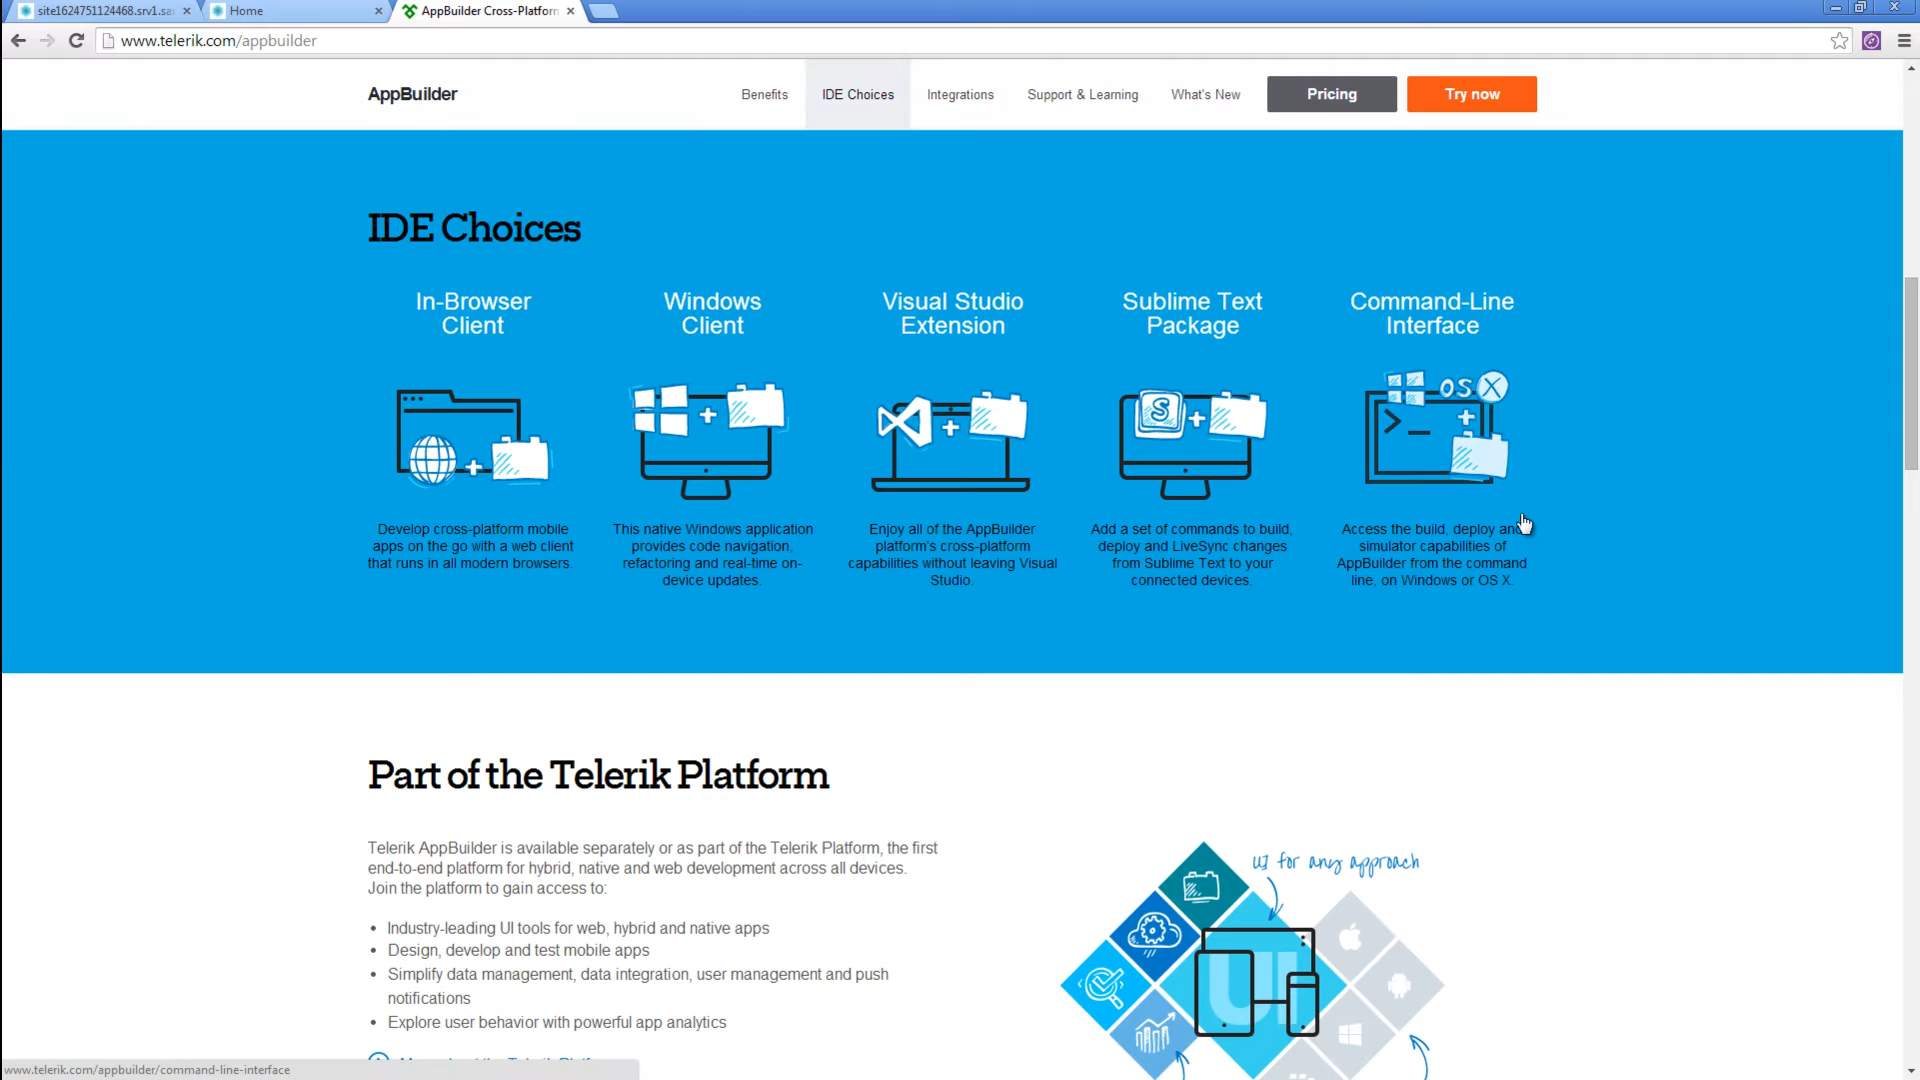 site1624751124468.srv1.sa
Home
AppBuilder Cross-Platform
www.telerik.com/appbuilder
AppBuilder
Benefits
IDE Choices
Integrations
Support & Learning
What's New
Pricing
Try now
IDE Choices
In-Browser
Client
Windows
Client
Visual Studio
Extension
Sublime Text
Package
Command-Line
Interface
OS X
S
Develop cross-platform mobile
apps on the go with a web client
that runs in all modern browsers.
This native Windows application
provides code navigation,
refactoring and real-time on-
device updates.
Enjoy all of the AppBuilder
platform's cross-platform
capabilities without leaving Visual
Studio.
Add a set of commands to build,
deploy and LiveSync changes
from Sublime Text to your
connected devices.
Access the build, deploy and
simulator capabilities of
AppBuilder from the command
line, on Windows or OS X.
Part of the Telerik Platform
Telerik AppBuilder is available separately or as part of the Telerik Platform, the first
end-to-end platform for hybrid, native and web development across all devices.
Join the platform to gain access to:
• Industry-leading UI tools for web, hybrid and native apps
• Design, develop and test mobile apps
• Simplify data management, data integration, user management and push
notifications
• Explore user behavior with powerful app analytics
UI for any approach
UI
www.telerik.com/appbuilder/command-line-interface